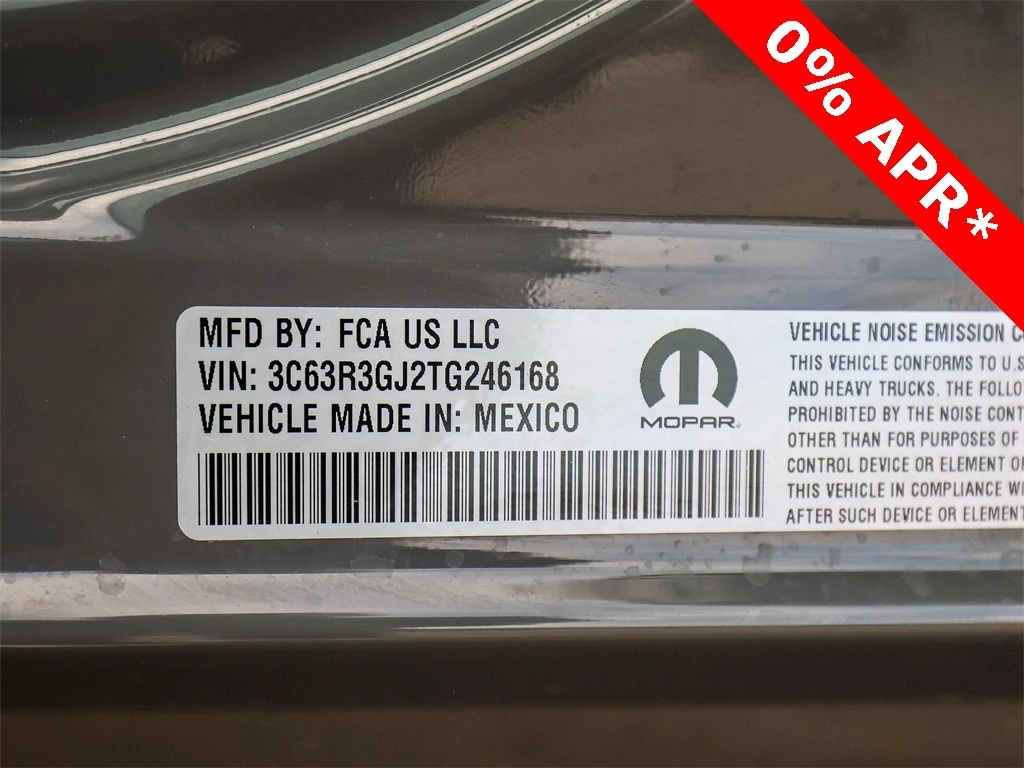 0% APR*
MFD BY: FCA US LLC
VIN: 3C63R3GJ2TG246168
VEHICLE MADE IN: MEXICO
MOPAR
VEHICLE NOISE EMISSION
THIS VEHICLE CONFORMS TO U.S
AND HEAVY TRUCKS. THE
PROHIBITED BY THE NOISE
OTHER THAN FOR PURPOSES OF
CONTROL DEVICE OR ELEMENT
THIS VEHICLE IN COMPLIANCE
AFTER SUCH DEVICE OR ELEMENT